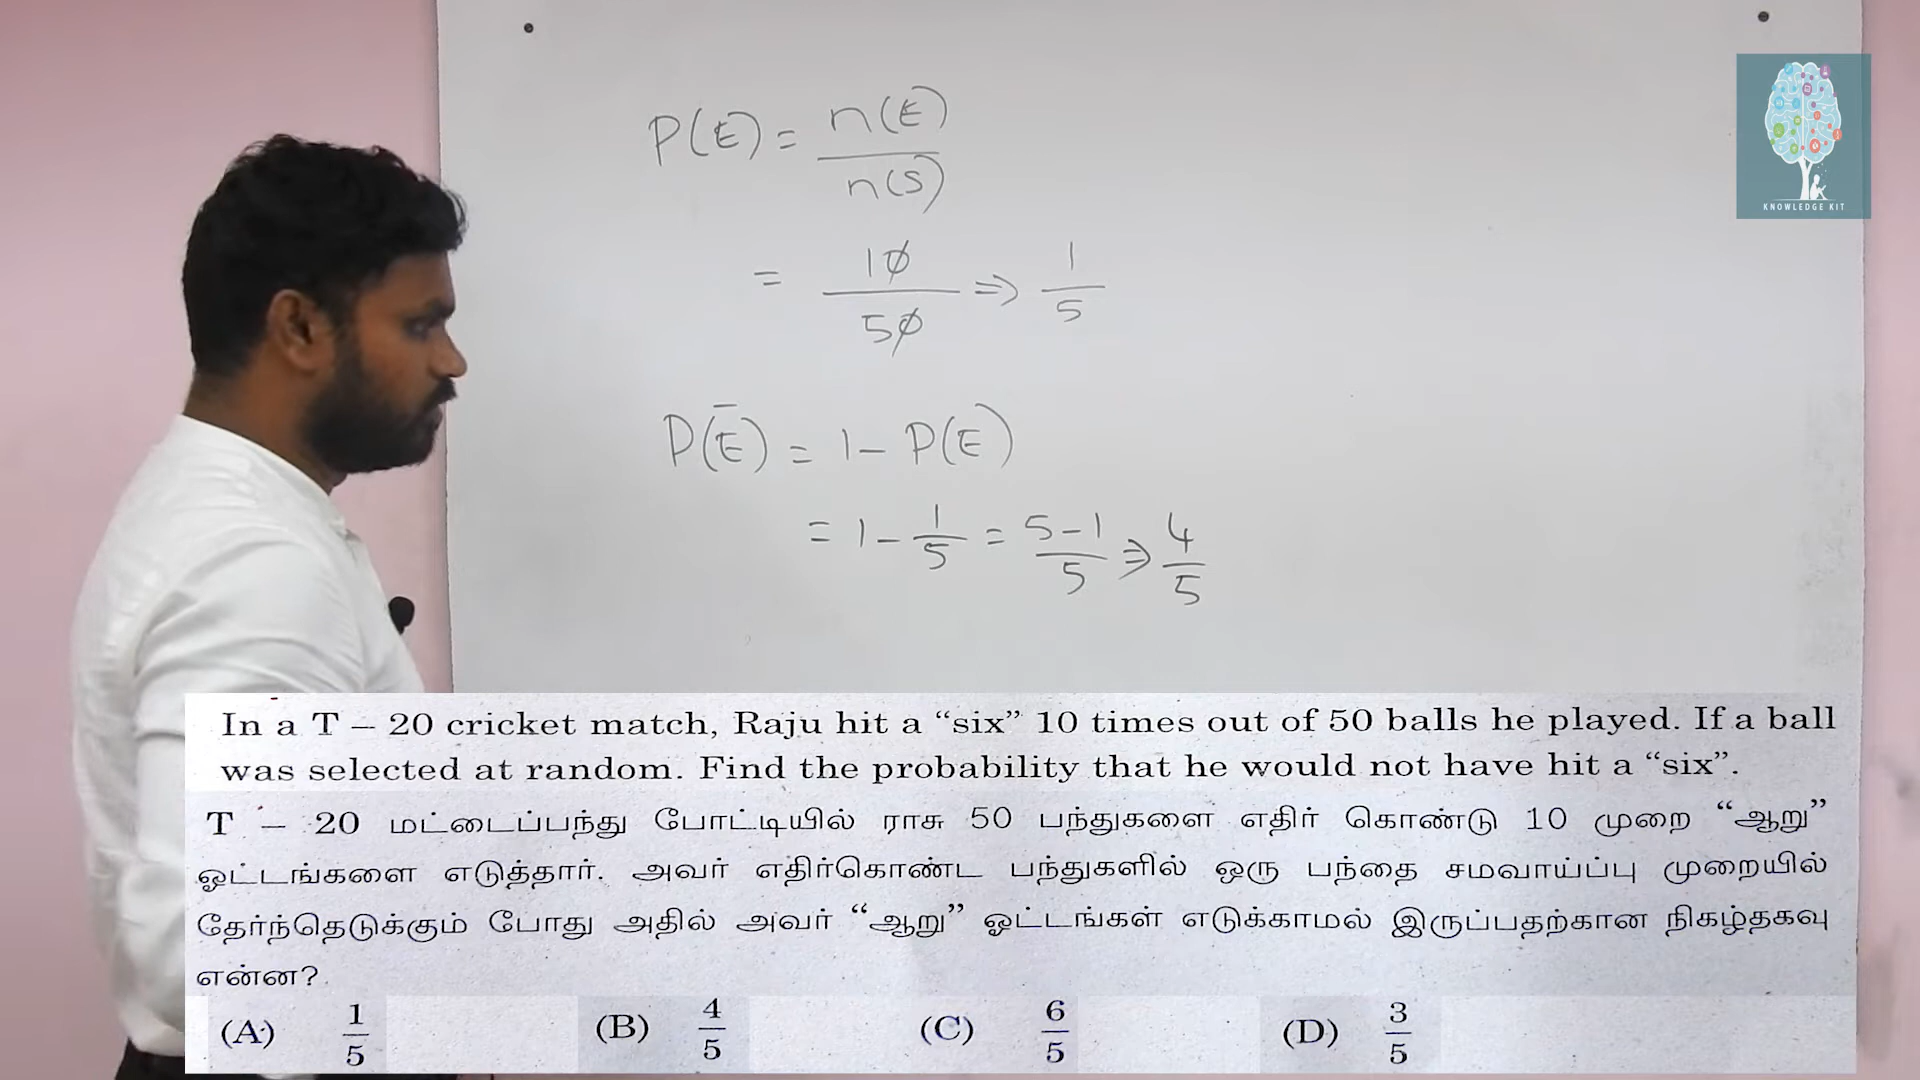 KNOWLEDGE KIT
P(E) = n(E)/n(S)
= 10/50 ⇒ 1/5
P(Ē) = 1 - P(E)
= 1 - 1/5 = 5-1/5 ⇒ 4/5
In a T – 20 cricket match, Raju hit a “six” 10 times out of 50 balls he played. If a ball
was selected at random. Find the probability that he would not have hit a “six”.
T – 20 மட்டைப்பந்து போட்டியில் ராசு 50 பந்துகளை எதிர் கொண்டு 10 முறை “ஆறு”
ஓட்டங்களை எடுத்தார். அவர் எதிர்கொண்ட பந்துகளில் ஒரு பந்தை சமவாய்ப்பு முறையில்
தேர்ந்தெடுக்கும் போது அதில் அவர் “ஆறு” ஓட்டங்கள் எடுக்காமல் இருப்பதற்கான நிகழ்தகவு
என்ன?
(A) 1/5 (B) 4/5 (C) 6/5 (D) 3/5